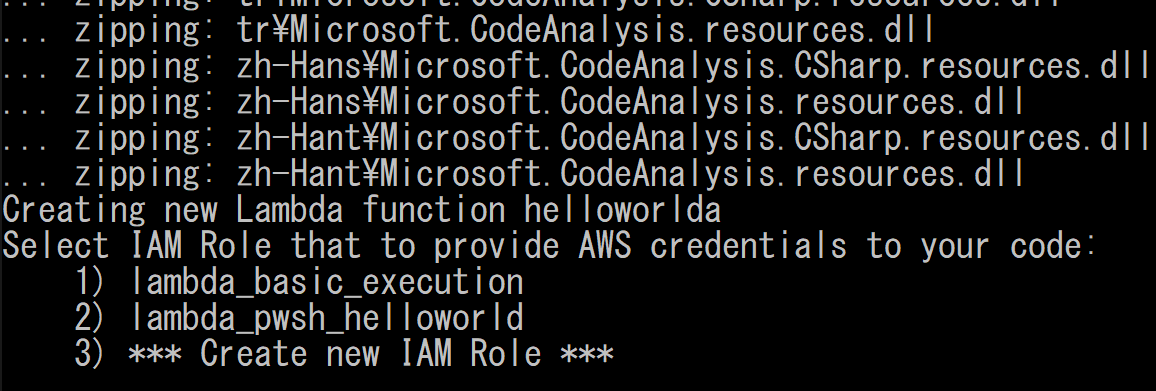 ... zipping: tr¥Microsoft.CodeAnalysis.CSharp.resources.dll
... zipping: tr¥Microsoft.CodeAnalysis.resources.dll
... zipping: zh-Hans¥Microsoft.CodeAnalysis.CSharp.resources.dll
... zipping: zh-Hans¥Microsoft.CodeAnalysis.resources.dll
... zipping: zh-Hant¥Microsoft.CodeAnalysis.CSharp.resources.dll
... zipping: zh-Hant¥Microsoft.CodeAnalysis.resources.dll
Creating new Lambda function helloworlda
Select IAM Role that to provide AWS credentials to your code:
1) lambda_basic_execution
2) lambda_pwsh_helloworld
3) *** Create new IAM Role ***